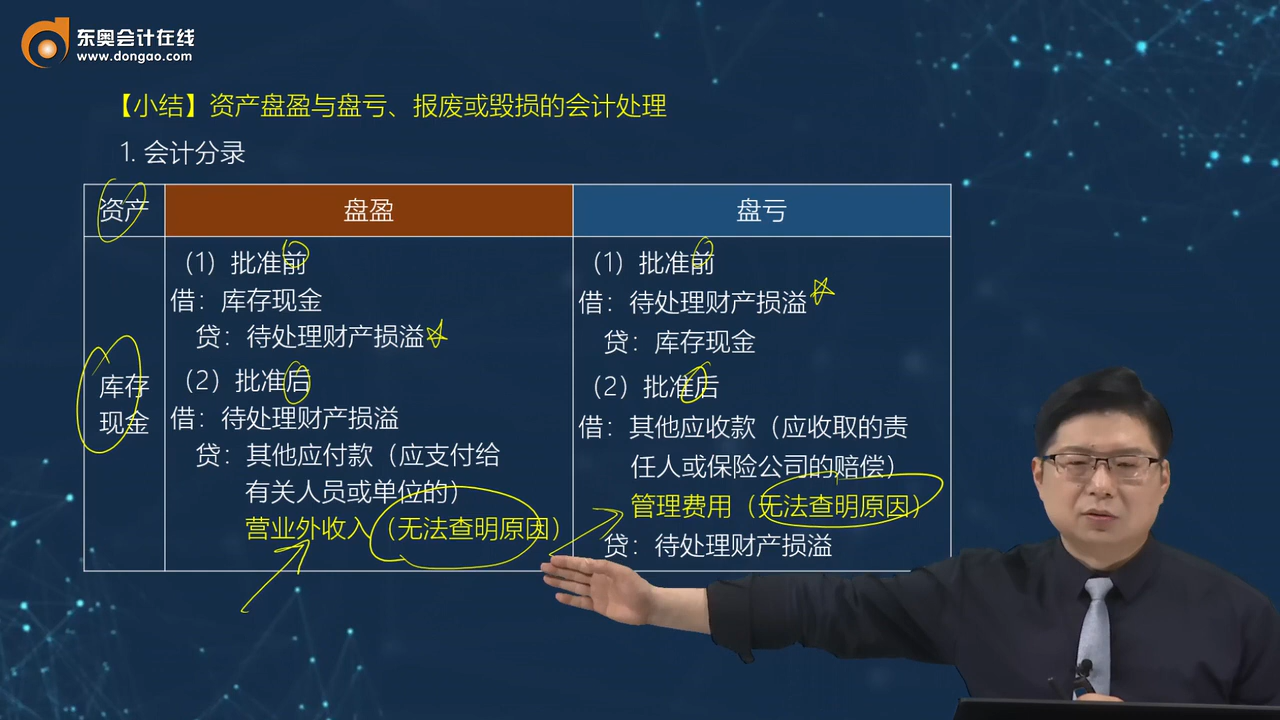 东奥会计在线
www.dongao.com
【小结】资产盘盈与盘亏、报废或毁损的会计处理
1. 会计分录
资产
盘盈
盘亏
库存
现金
（1）批准前
借：库存现金
贷：待处理财产损溢
（2）批准后
借：待处理财产损溢
贷：其他应付款（应支付给
有关人员或单位的）
营业外收入（无法查明原因）
（1）批准前
借：待处理财产损溢
贷：库存现金
（2）批准后
借：其他应收款（应收取的责
任人或保险公司的赔偿）
管理费用（无法查明原因）
贷：待处理财产损溢